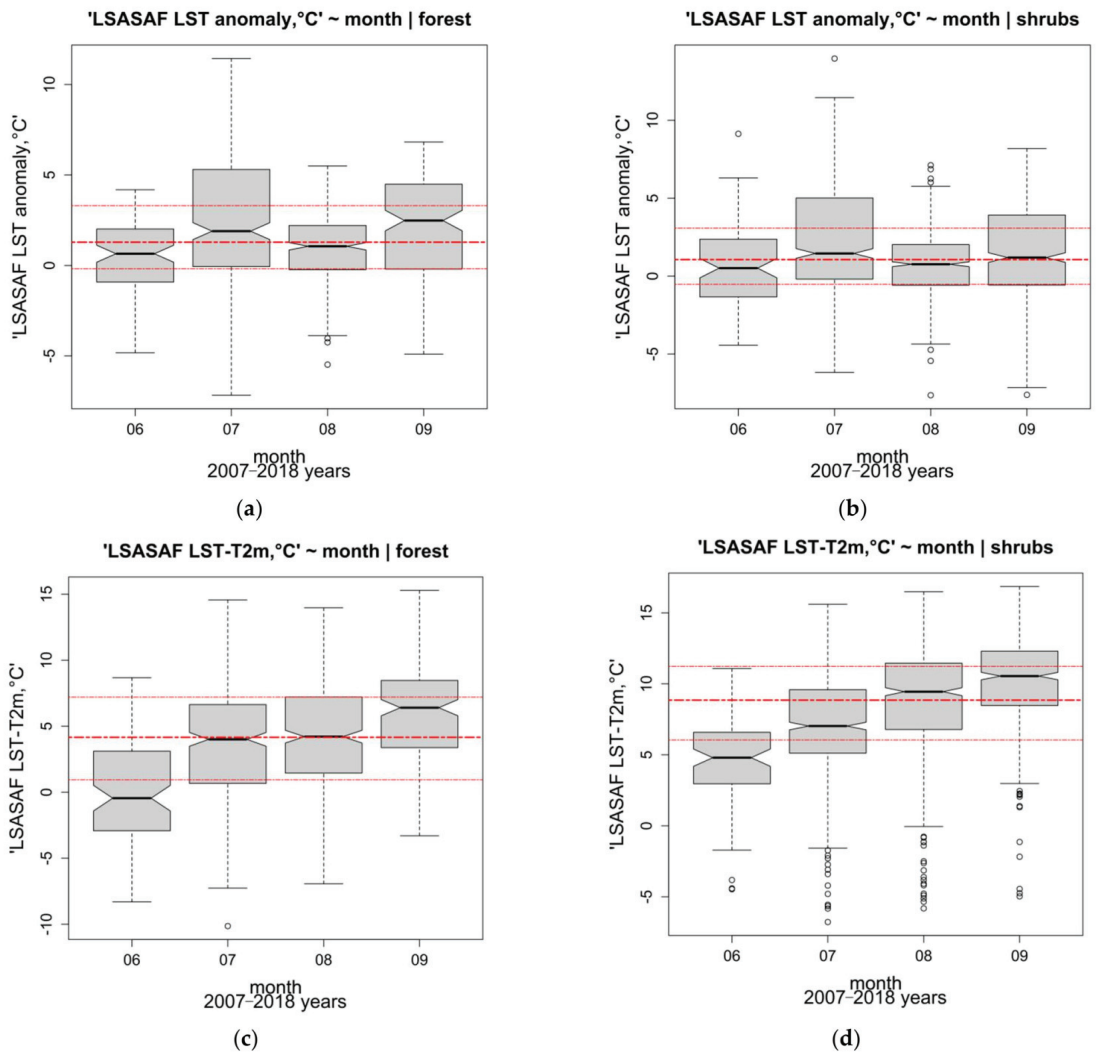 'LSASAF LST anomaly,°C' ~ month | forest
'LSASAF LST anomaly,°C'
10
5
0
-5
06 07 08 09
month
2007–2018 years
(a)
'LSASAF LST anomaly,°C' ~ month | shrubs
'LSASAF LST anomaly,°C'
10
5
0
-5
06 07 08 09
month
2007–2018 years
(b)
'LSASAF LST-T2m,°C' ~ month | forest
'LSASAF LST-T2m,°C'
15
10
5
0
-5
-10
06 07 08 09
month
2007–2018 years
(c)
'LSASAF LST-T2m,°C' ~ month | shrubs
'LSASAF LST-T2m,°C'
15
10
5
0
-5
06 07 08 09
month
2007–2018 years
(d)